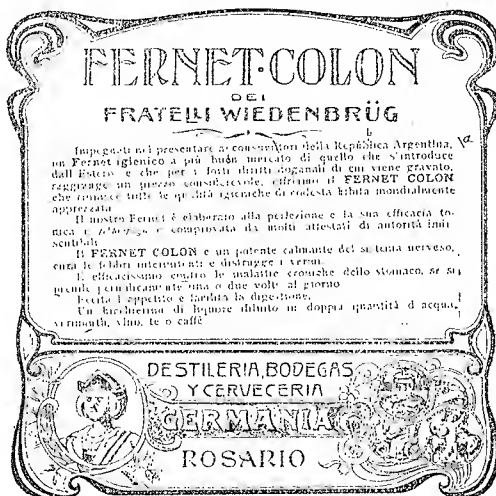 FERNET·COLON
DEI
FRATELLI WIEDENBRÜG
Impegnati nel presentare ai consumatori della República Argentina,
un Fernet igienico a più buon mercato di quello che s'introduce
dall'Estero e che per i forti diritti doganali di cui viene gravato,
raggiunge un prezzo considerevole, offriamo il FERNET COLON
che riunisce tutte le qualità igieniche di codesta bibita mondialmente
apprezzata
Il nostro Fernet è elaborato alla perfezione e la sua efficacia to-
nica e è comprovata da molti attestati di autorità
Il FERNET COLON è un potente calmante del sistema nervoso,
cura le febbri intermittenti e distrugge i vermi.
È efficacissimo contro le malattie croniche dello stomaco, se si
prende periodicamente una o due volte al giorno
Eccita l'appetito e facilita la digestione.
Un bicchierino di liquore diluito in doppia quantità d'acqua,
vermouth, vino, te o caffè
DESTILERIA, BODEGAS
Y CERVECERIA
GERMANIA
ROSARIO